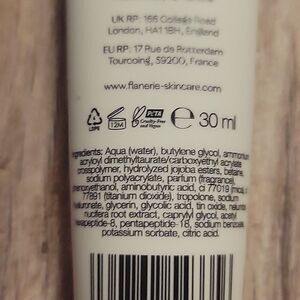 UK RP: 166 College Road
London, HA1 1BH, England
EU RP: 17 Rue de Rotterdam
Tourcoing, 59200, France
www.flanerie-skincare.com
LDPE
12M
PETA
Cruelty-Free
and Vegan
30 ml
Ingredients: Aqua (water), butylene glycol, ammonium
acryloyl dimethyltaurate/carboxyethyl acrylate
crosspolymer, hydrolyzed jojoba esters, betaine,
sodium polyacrylate, parfum (fragrance),
phenoxyethanol, aminobutyric acid, ci 77019 (mica),
77891 (titanium dioxide), tropolone, sodium
hyaluronate, glycerin, glycolic acid, tin oxide, nelumbo
nucifera root extract, caprylyl glycol, acetyl
hexapeptide-8, pentapeptide-18, sodium benzoate,
potassium sorbate, citric acid.